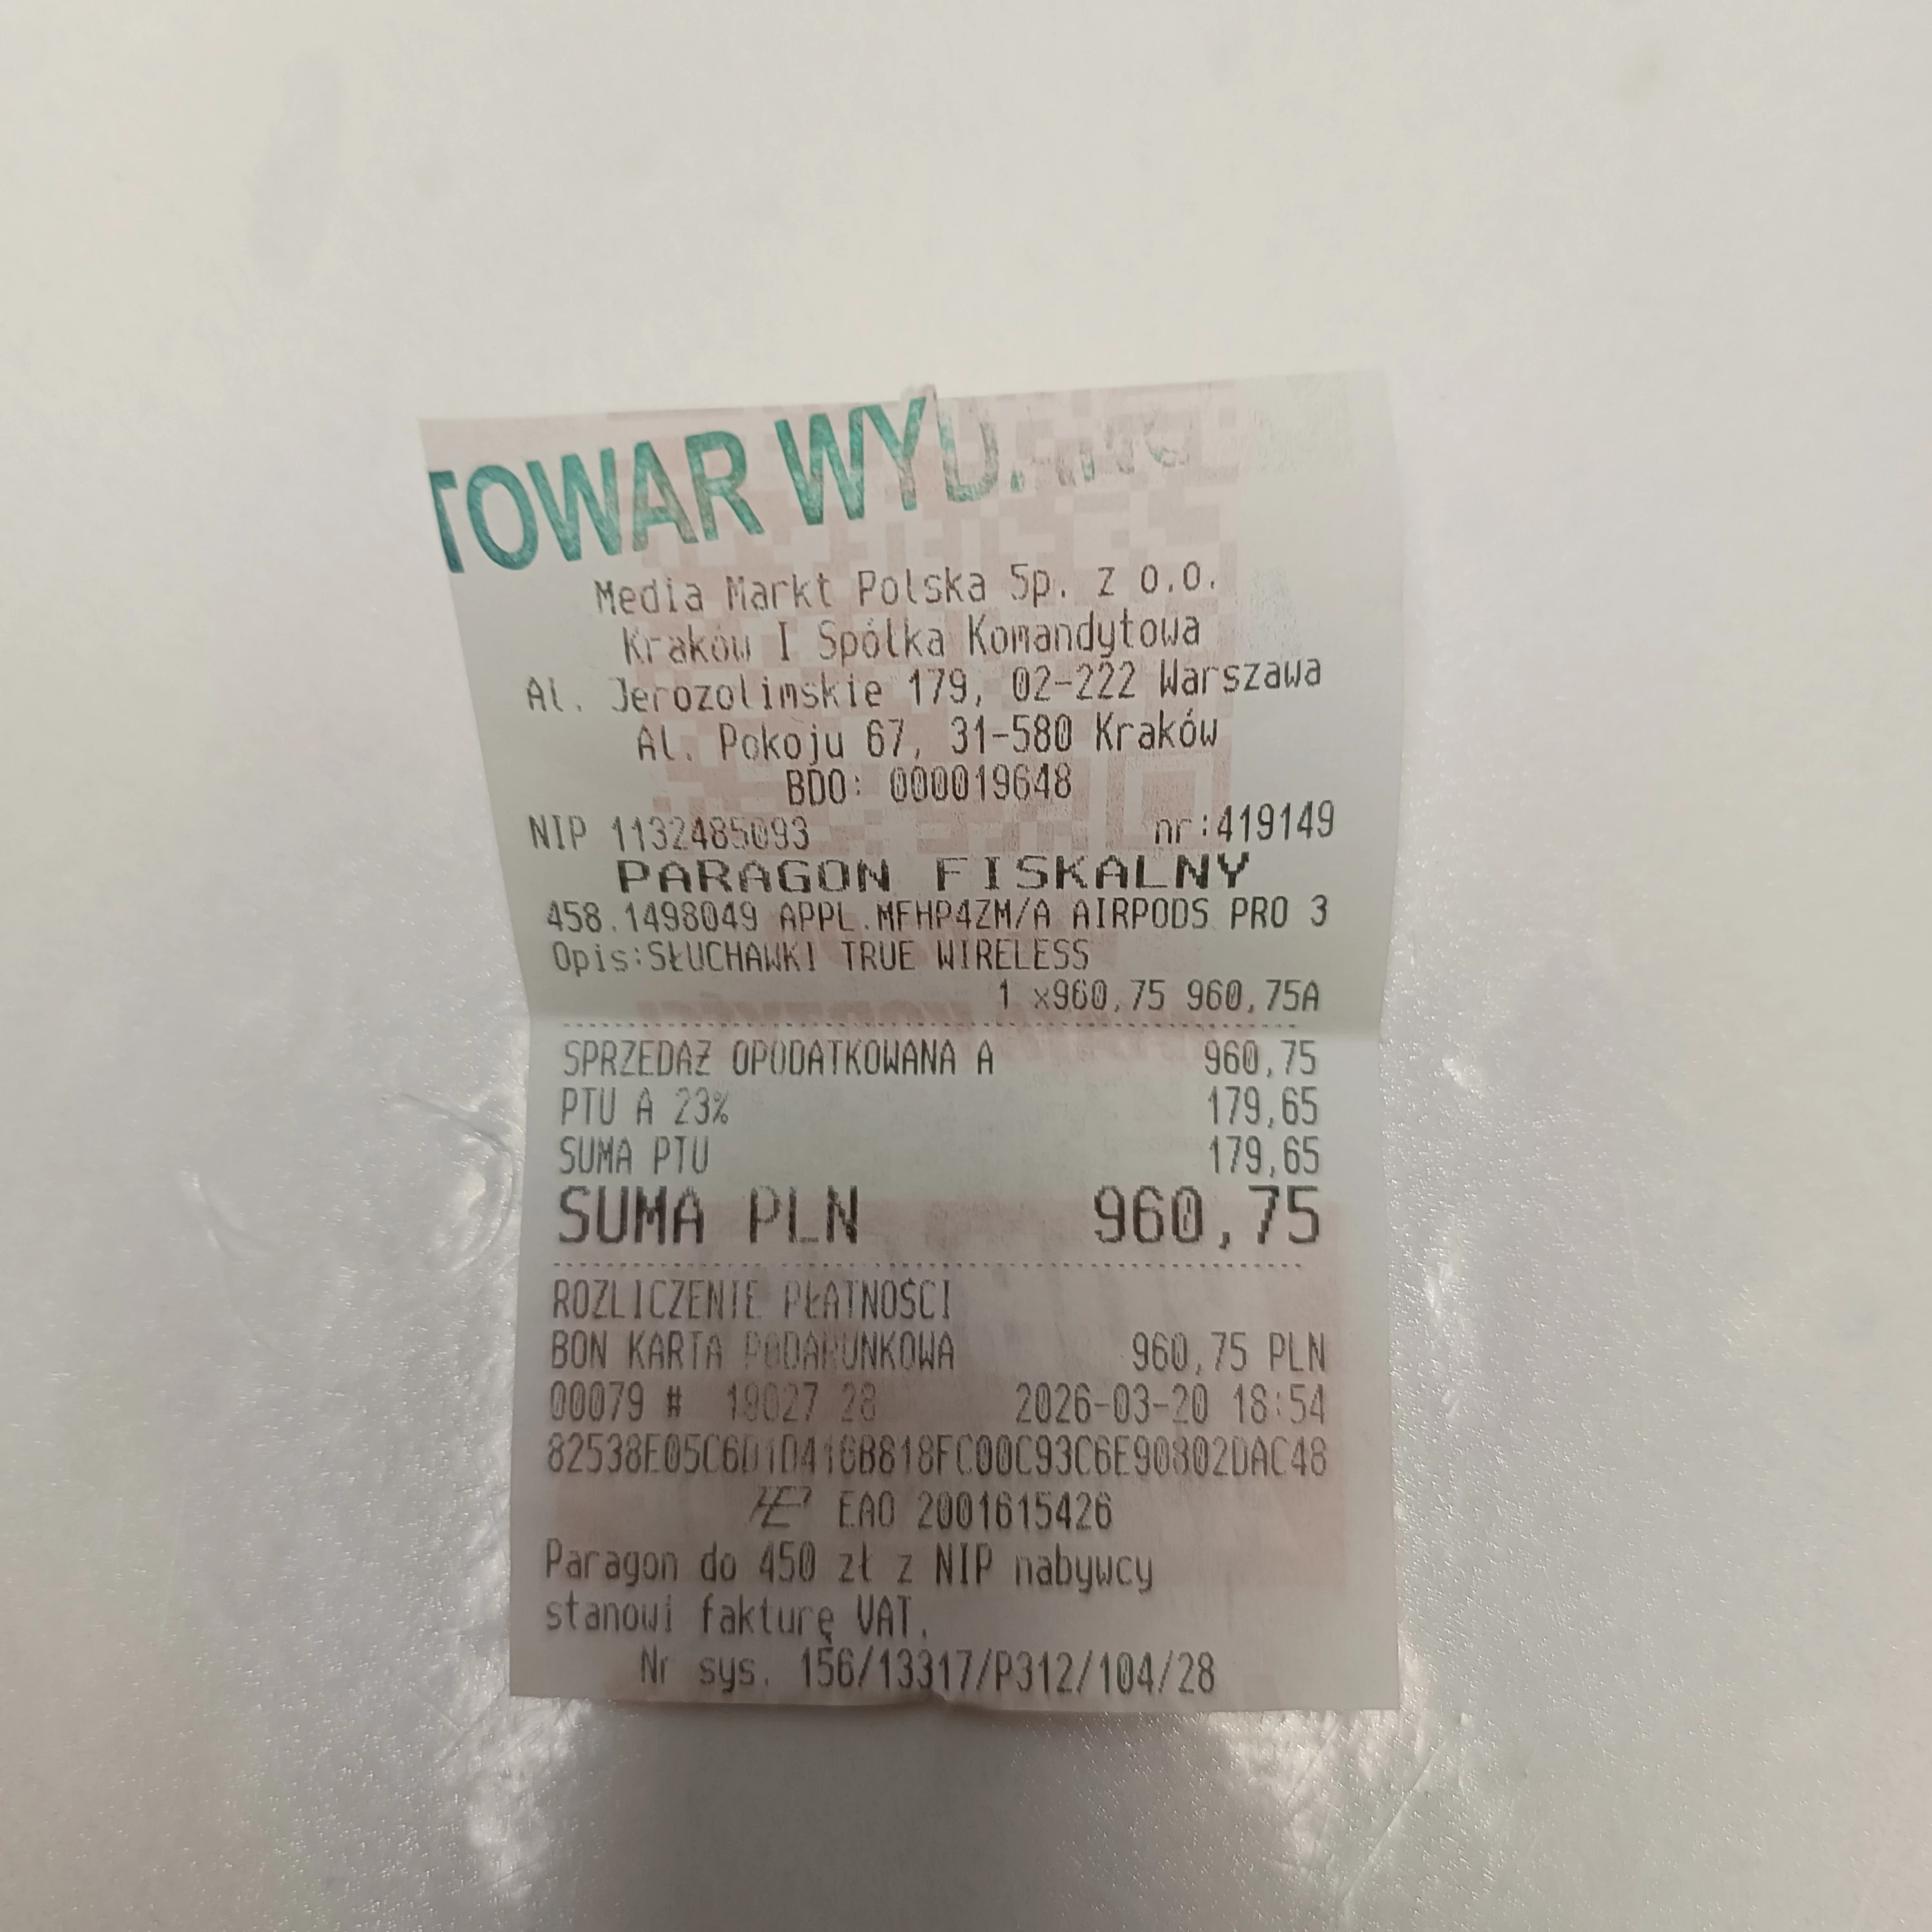 TOWAR WYD.
Media Markt Polska Sp. z o.o.
Kraków I Spółka Komandytowa
Al. Jerozolimskie 179, 02-222 Warszawa
Al. Pokoju 67, 31-580 Kraków
BDO: 000019648
NIP 1132485093 nr:419149
PARAGON FISKALNY
458.1498049 APPL.MFHP4ZM/A AIRPODS PRO 3
Opis:SŁUCHAWKI TRUE WIRELESS
1 x960,75 960,75A
SPRZEDAŻ OPODATKOWANA A 960,75
PTU A 23% 179,65
SUMA PTU 179,65
SUMA PLN 960,75
ROZLICZENIE PŁATNOŚCI
BON KARTA PODARUNKOWA 960,75 PLN
00079 # 28 2026-03-20 18:54
EAO 2001615426
Paragon do 450 zł z NIP nabywcy
stanowi fakturę VAT.
Nr sys. 156/13317/P312/104/28